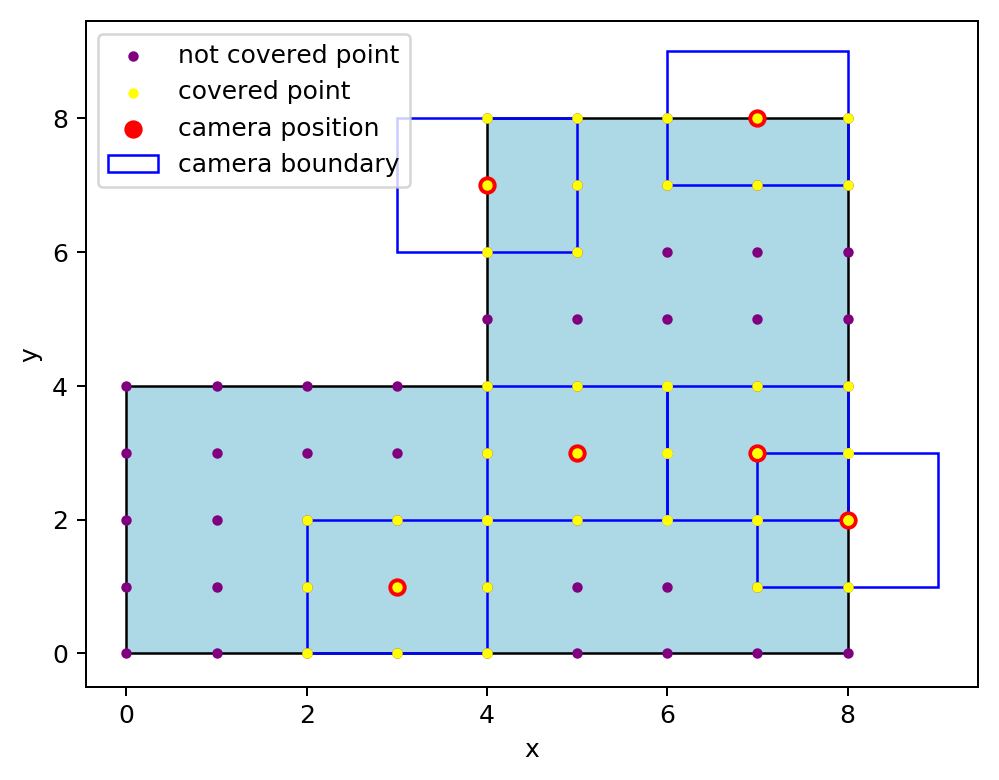 not covered point
covered point
camera position
camera boundary
8
6
4
2
0
y
0 2 4 6 8
x